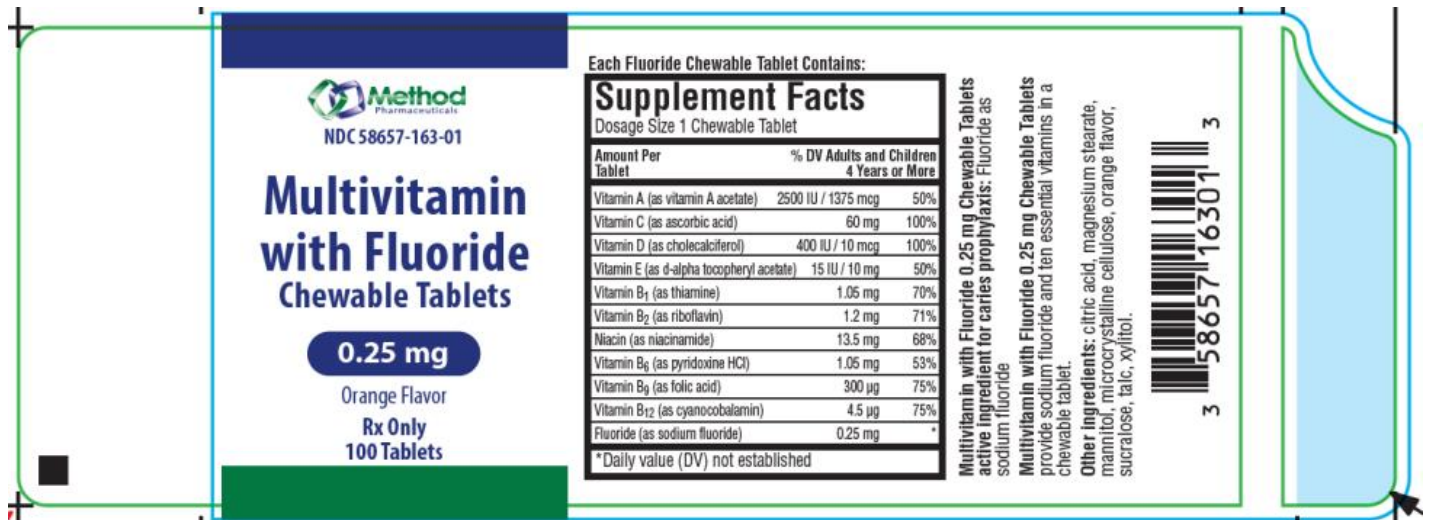 Method
Pharmaceuticals
NDC 58657-163-01
Multivitamin
with Fluoride
Chewable Tablets
0.25 mg
Orange Flavor
Rx Only
100 Tablets
Each Fluoride Chewable Tablet Contains:
Supplement Facts
Dosage Size 1 Chewable Tablet
Amount Per Tablet % DV Adults and Children 4 Years or More
Vitamin A (as vitamin A acetate) 2500 IU / 1375 mcg 50%
Vitamin C (as ascorbic acid) 60 mg 100%
Vitamin D (as cholecalciferol) 400 IU / 10 mcg 100%
Vitamin E (as d-alpha tocopheryl acetate) 15 IU / 10 mg 50%
Vitamin B1 (as thiamine) 1.05 mg 70%
Vitamin B2 (as riboflavin) 1.2 mg 71%
Niacin (as niacinamide) 13.5 mg 68%
Vitamin B6 (as pyridoxine HCl) 1.05 mg 53%
Vitamin B9 (as folic acid) 300 µg 75%
Vitamin B12 (as cyanocobalamin) 4.5 µg 75%
Fluoride (as sodium fluoride) 0.25 mg *
*Daily value (DV) not established
Multivitamin with Fluoride 0.25 mg Chewable Tablets
active ingredient for caries prophylaxis: Fluoride as
sodium fluoride
Multivitamin with Fluoride 0.25 mg Chewable Tablets
provide sodium fluoride and ten essential vitamins in a
chewable tablet.
Other ingredients: citric acid, magnesium stearate,
mannitol, microcrystalline cellulose, orange flavor,
sucralose, talc, xylitol.
3 58657 16301 3